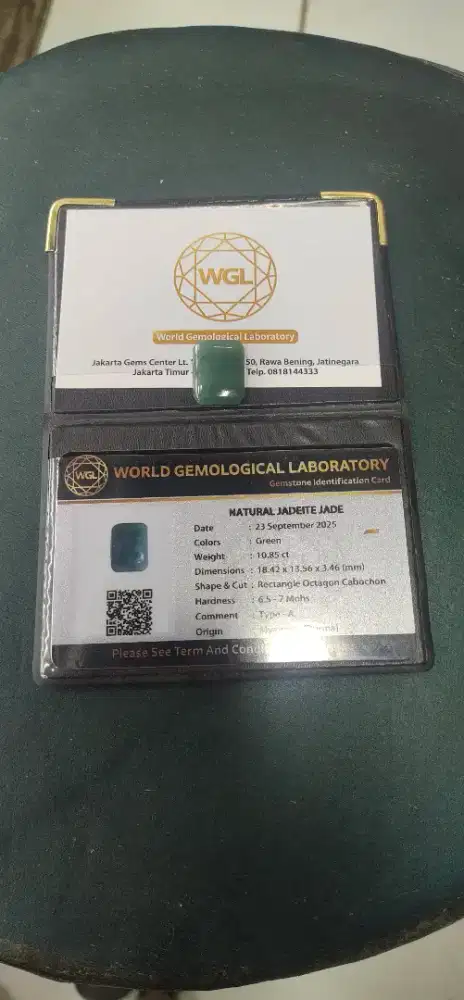 WGL
World Gemological Laboratory
Jakarta Gems Center Lt. 50, Rawa Bening, Jatinegara
Jakarta Timur Telp. 0818144333
WGL
WORLD GEMOLOGICAL LABORATORY
Gemstone Identification Card
NATURAL JADEITE JADE
Date : 23 September 2025
Colors : Green
Weight : 10.85 ct
Dimensions : 18.42 x 13.56 x 3.46 (mm)
Shape & Cut : Rectangle Octagon Cabochon
Hardness : 6.5 - 7 Mohs
Comment : Type - A
Origin :
Please See Term And